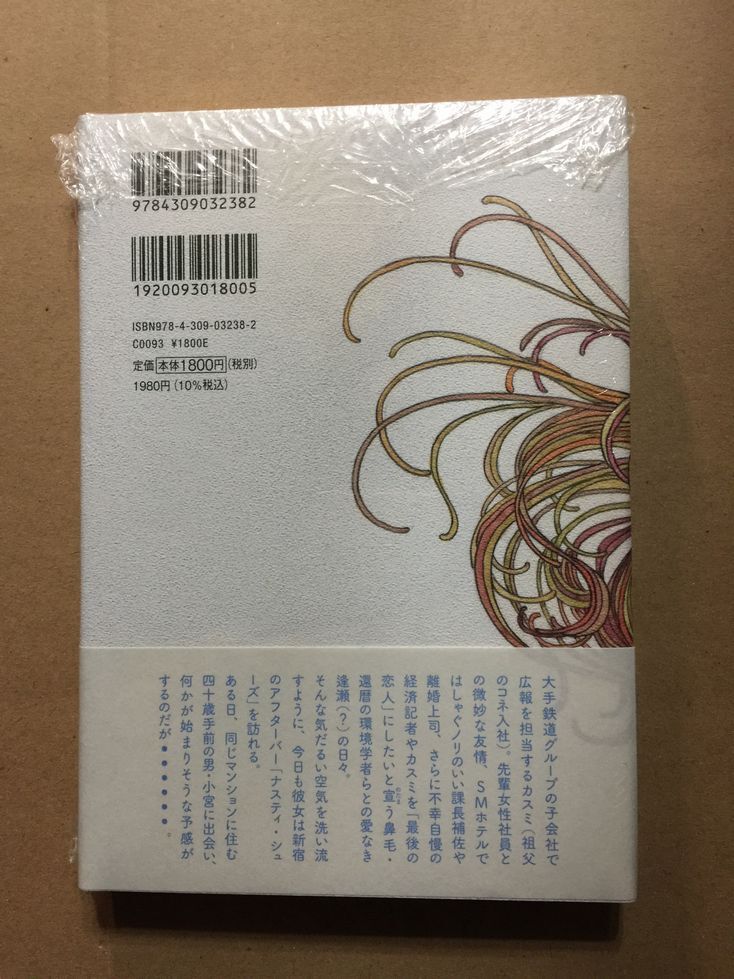 9784309032382
1920093018005
ISBN978-4-309-03238-2
C0093 ¥1800E
定価 本体1800円(税別)
1980円(10%税込)
大手鉄道グループの子会社で
広報を担当するカスミ(祖父
のコネ入社)。先輩女性社員と
の微妙な友情、SMホテルで
はしゃぐノリのいい課長補佐や
離婚上司、さらに不幸自慢の
経済記者やカスミを「最後の
恋人」にしたいと宣う鼻毛・
還暦の環境学者らとの愛なき
逢瀬(?)の日々。
そんな気だるい空気を洗い流
すように、今日も彼女は新宿
のアフターバー「ナスティ・シュ
ーズ」を訪れる。
ある日、同じマンションに住む
四十歳手前の男・小宮に出会い、
何かが始まりそうな予感が
するのだが••••••。